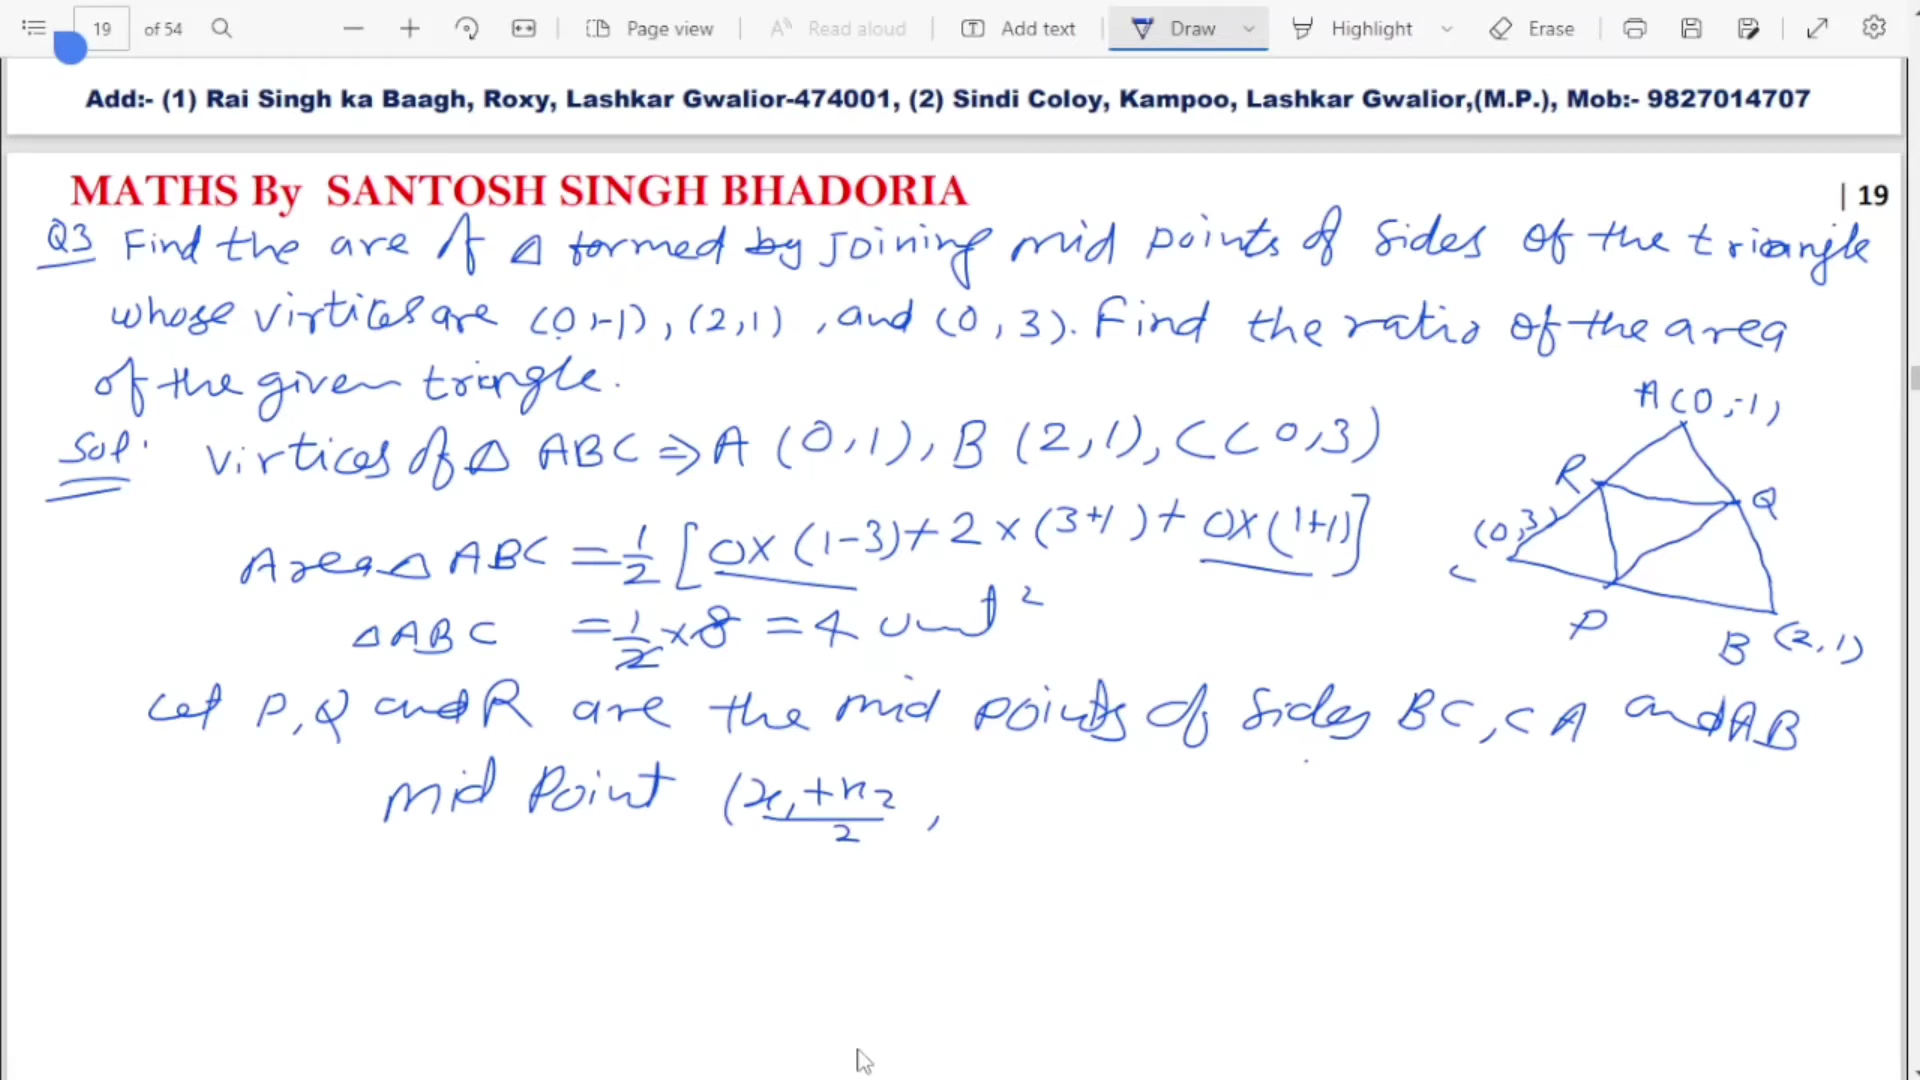 19 of 54 Page view Read aloud Add text Draw Highlight Erase
Add:- (1) Rai Singh ka Baagh, Roxy, Lashkar Gwalior-474001, (2) Sindi Coloy, Kampoo, Lashkar Gwalior,(M.P.), Mob:- 9827014707
MATHS By SANTOSH SINGH BHADORIA | 19
Q3 Find the are of Δ formed by joining mid points of sides of the triangle
whose virtices are (0,-1), (2,1), and (0,3). Find the ratio of the area
of the given triangle.
A(0,-1)
Sol. Virtices of Δ ABC ⇒ A (0,1), B (2,1), C(0,3)
R Q
(0,3)
Area Δ ABC = 1/2 [0×(1-3)+2×(3+1)+0×(1+1)]
C
Δ ABC = 1/2 × 8 = 4 unit²
P B (2,1)
Let P, Q and R are the mid points of sides BC, CA and AB
mid Point (x₁+x₂/2 ,